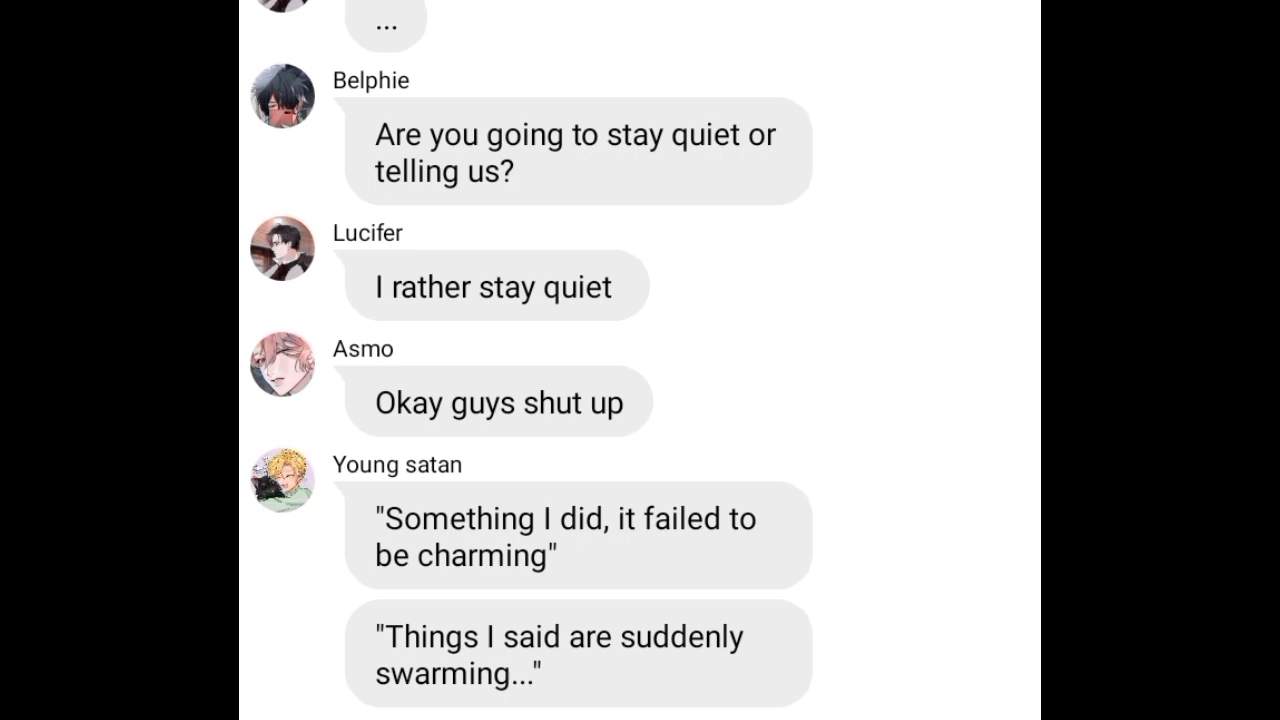 ...
Belphie
Are you going to stay quiet or
telling us?
Lucifer
I rather stay quiet
Asmo
Okay guys shut up
Young satan
"Something I did, it failed to
be charming"
"Things I said are suddenly
swarming..."